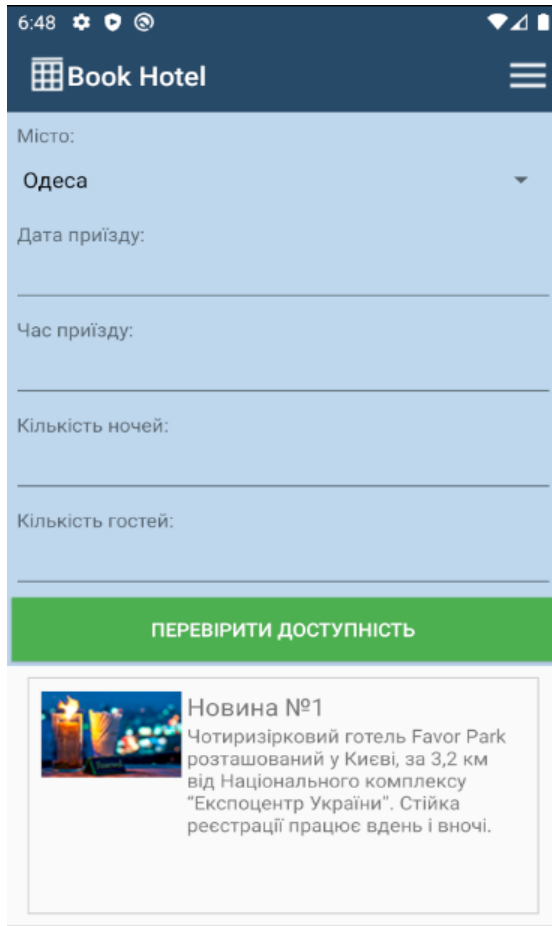 6:48
Book Hotel
Місто:
Одеса
Дата приїзду:
Час приїзду:
Кількість ночей:
Кількість гостей:
ПЕРЕВІРИТИ ДОСТУПНІСТЬ
Новина №1
Чотиризірковий готель Favor Park
розташований у Києві, за 3,2 км
від Національного комплексу
“Експоцентр України”. Стійка
реєстрації працює вдень і вночі.